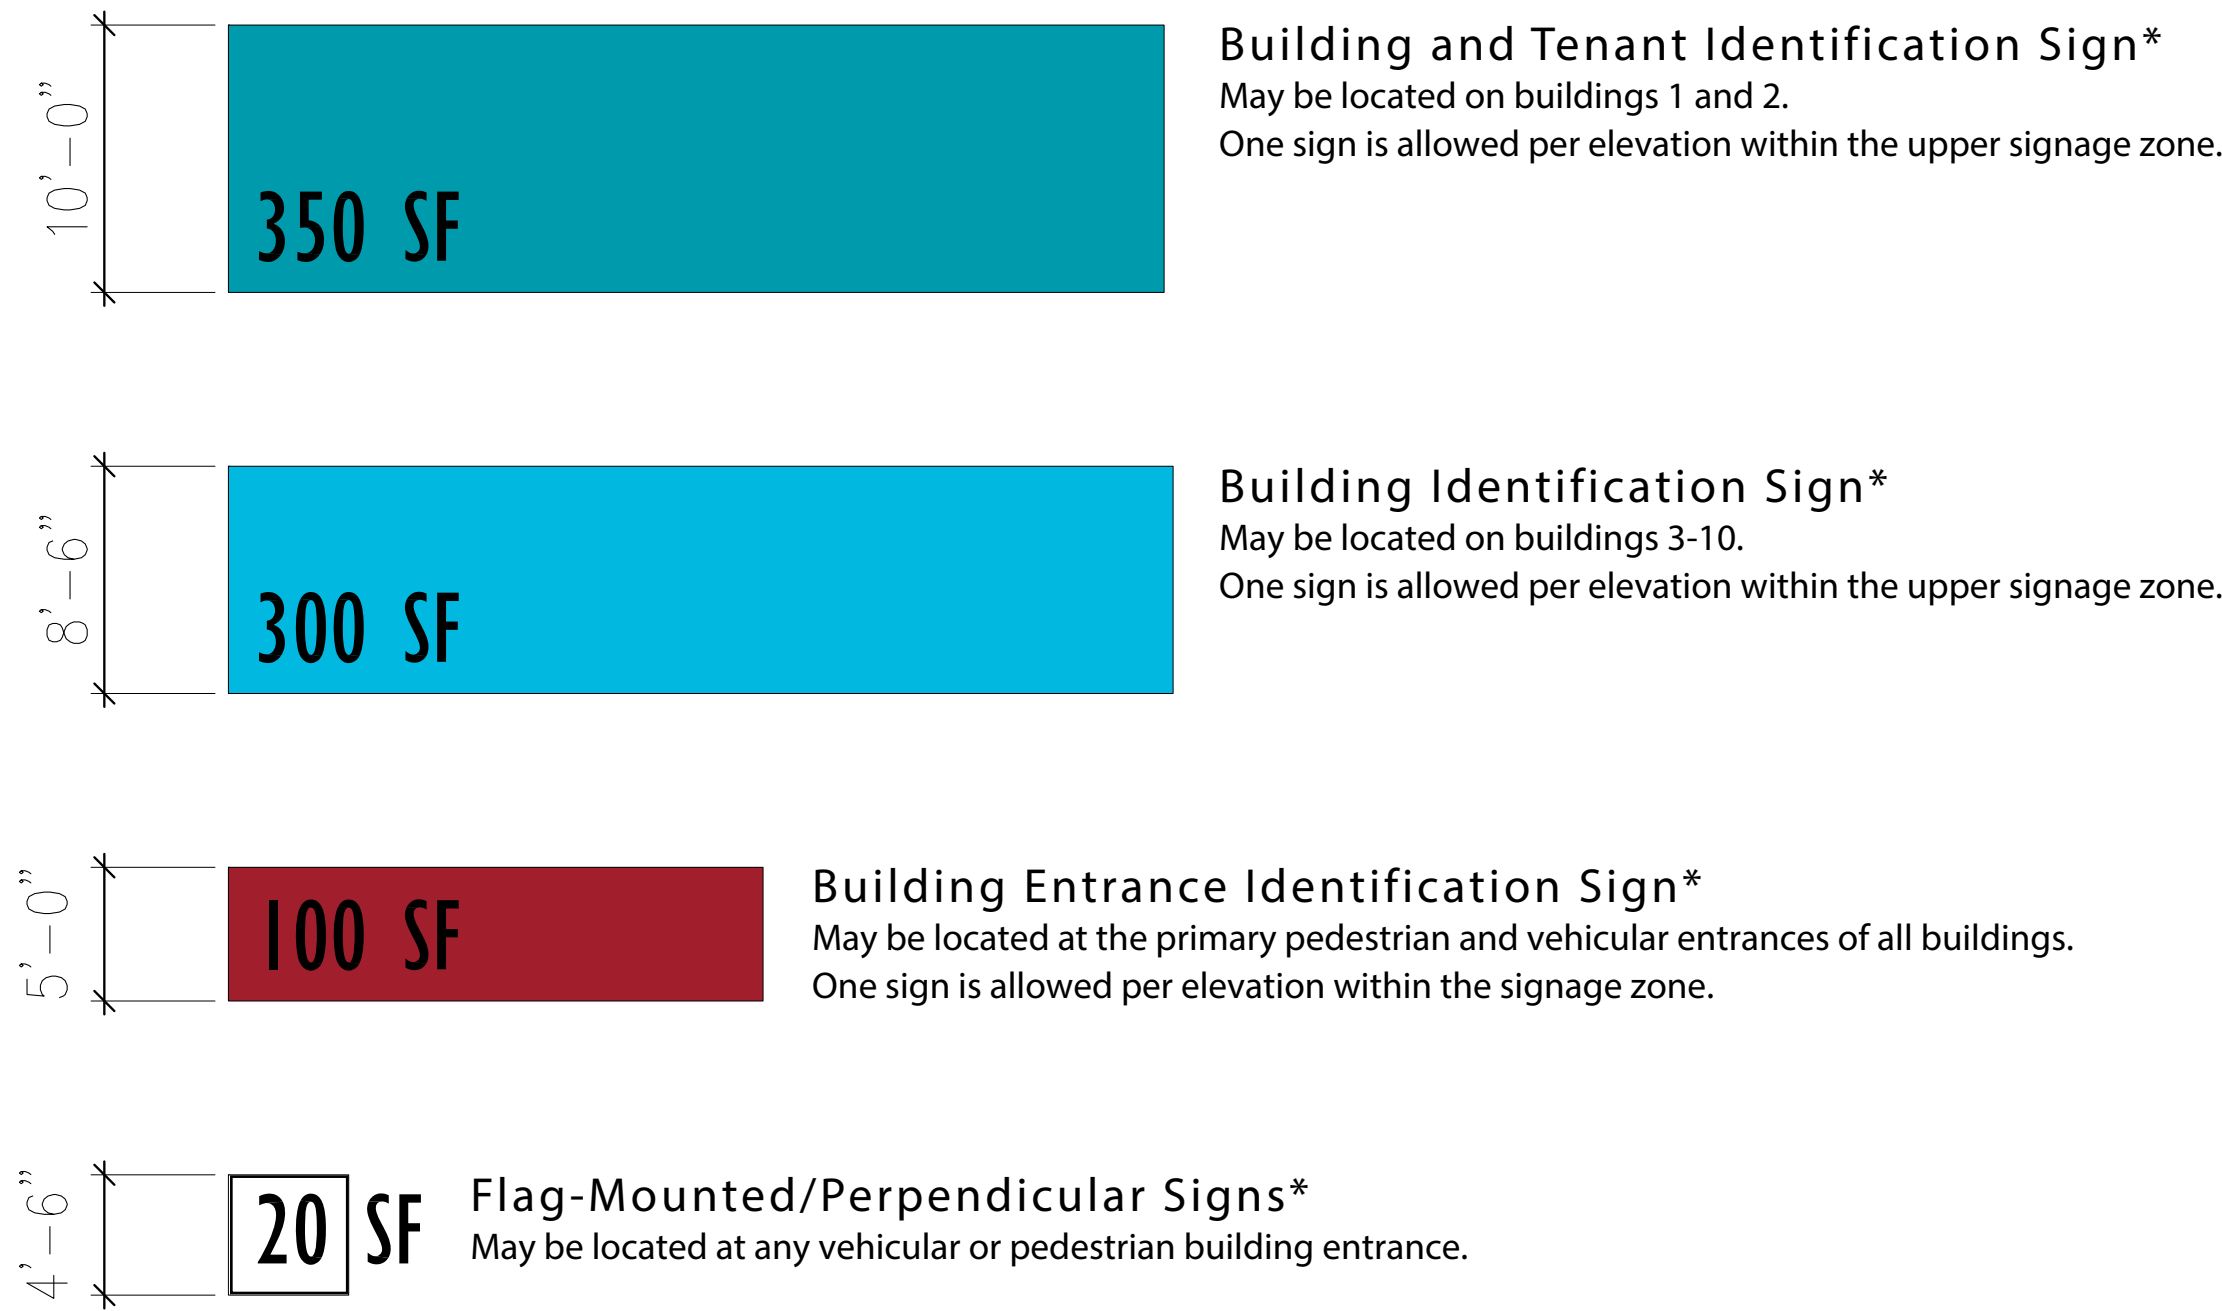 10'-0"
350 SF
Building and Tenant Identification Sign*
May be located on buildings 1 and 2.
One sign is allowed per elevation within the upper signage zone.
8'-6"
300 SF
Building Identification Sign*
May be located on buildings 3-10.
One sign is allowed per elevation within the upper signage zone.
5'-0"
100 SF
Building Entrance Identification Sign*
May be located at the primary pedestrian and vehicular entrances of all buildings.
One sign is allowed per elevation within the signage zone.
4'-6"
20 SF
Flag-Mounted/Perpendicular Signs*
May be located at any vehicular or pedestrian building entrance.